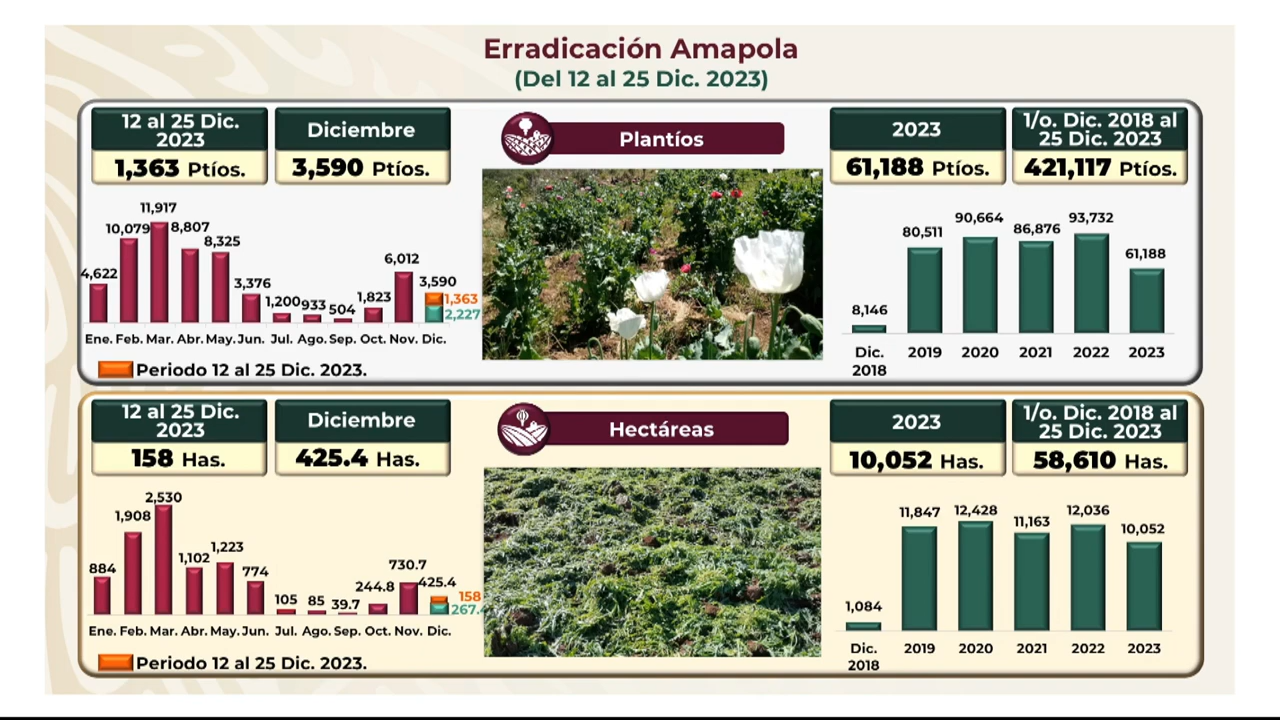 Erradicación Amapola
(Del 12 al 25 Dic. 2023)
12 al 25 Dic.
2023
1,363 Ptíos.
Diciembre
3,590 Ptíos.
Plantíos
2023
61,188 Ptíos.
1/o. Dic. 2018 al
25 Dic. 2023
421,117 Ptíos.
4,622
10,079
11,917
8,807
8,325
3,376
1,200
933
504
1,823
6,012
3,590
1,363
2,227
Ene. Feb. Mar. Abr. May. Jun. Jul. Ago. Sep. Oct. Nov. Dic.
Periodo 12 al 25 Dic. 2023.
8,146
80,511
90,664
86,876
93,732
61,188
Dic.
2018
2019
2020
2021
2022
2023
12 al 25 Dic.
2023
158 Has.
Diciembre
425.4 Has.
Hectáreas
2023
10,052 Has.
1/o. Dic. 2018 al
25 Dic. 2023
58,610 Has.
884
1,908
2,530
1,102
1,223
774
105
85
39.7
244.8
730.7
425.4
158
267.4
Ene. Feb. Mar. Abr. May. Jun. Jul. Ago. Sep. Oct. Nov. Dic.
Periodo 12 al 25 Dic. 2023.
1,084
11,847
12,428
11,163
12,036
10,052
Dic.
2018
2019
2020
2021
2022
2023